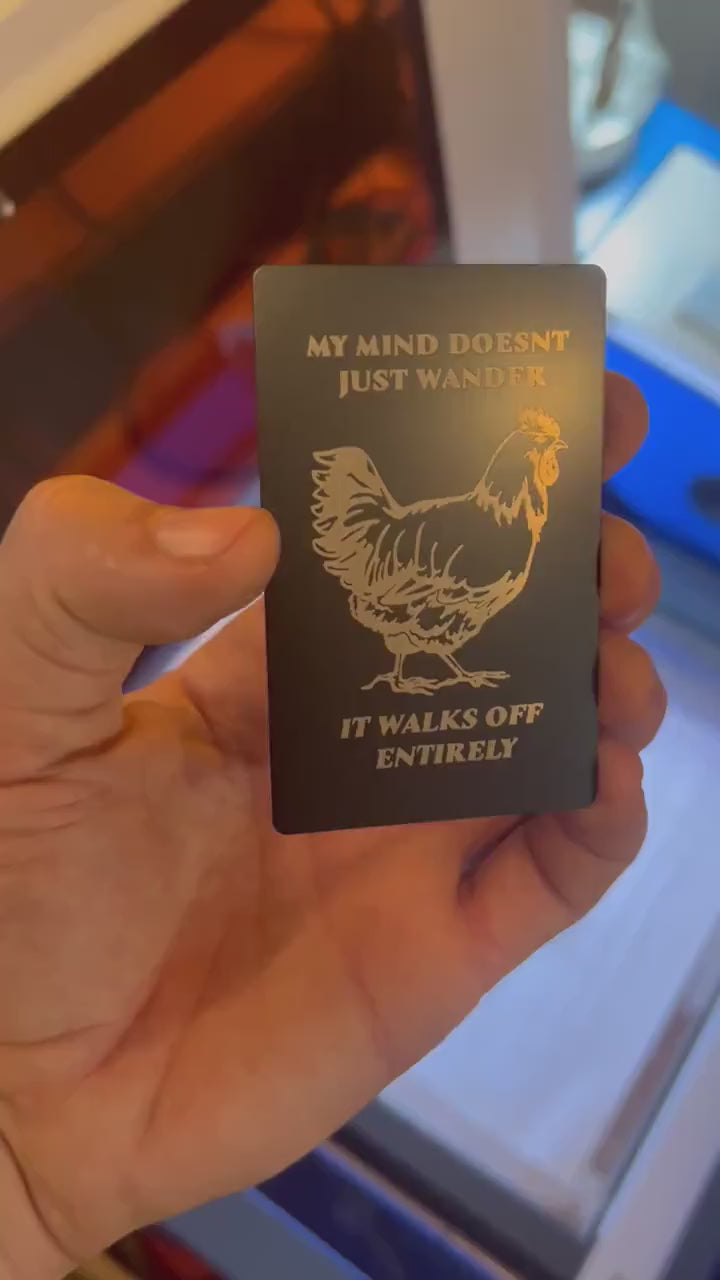 MY MIND DOESNT
JUST WANDER
IT WALKS OFF
ENTIRELY